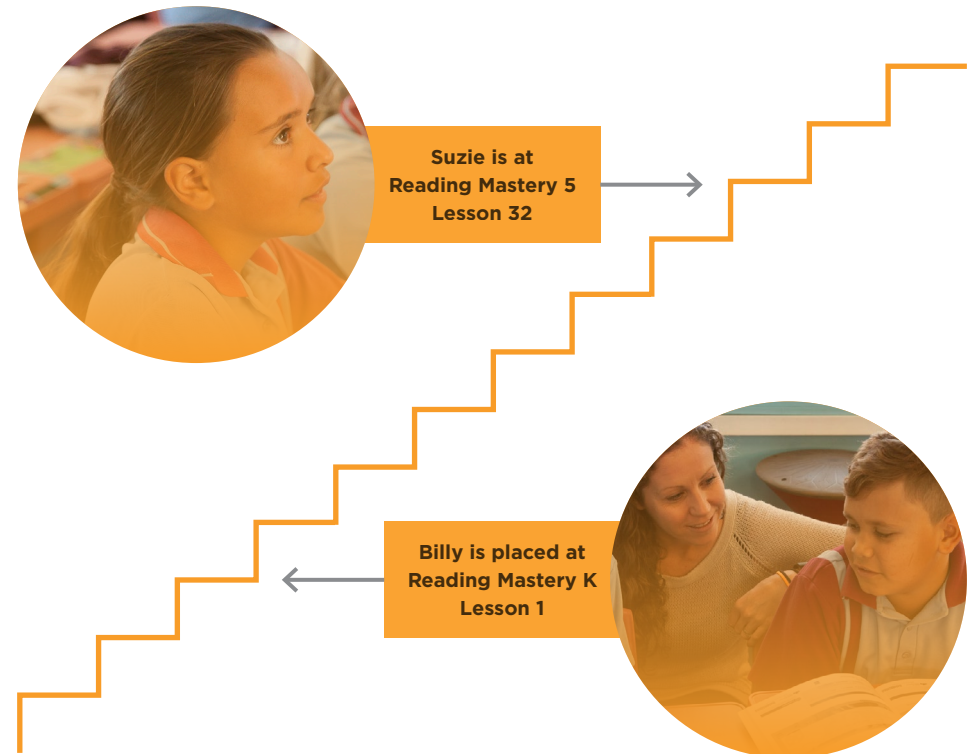 Suzie is at
Reading Mastery 5
Lesson 32
Billy is placed at
Reading Mastery K
Lesson 1